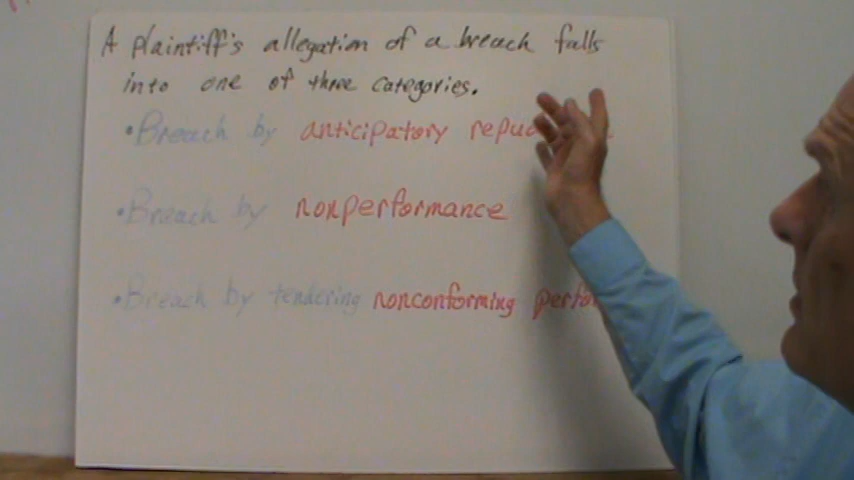 A plaintiff's allegation of a breach falls
into one of three categories.
• Breach by anticipatory
• Breach by nonperformance
• Breach by tendering nonconforming